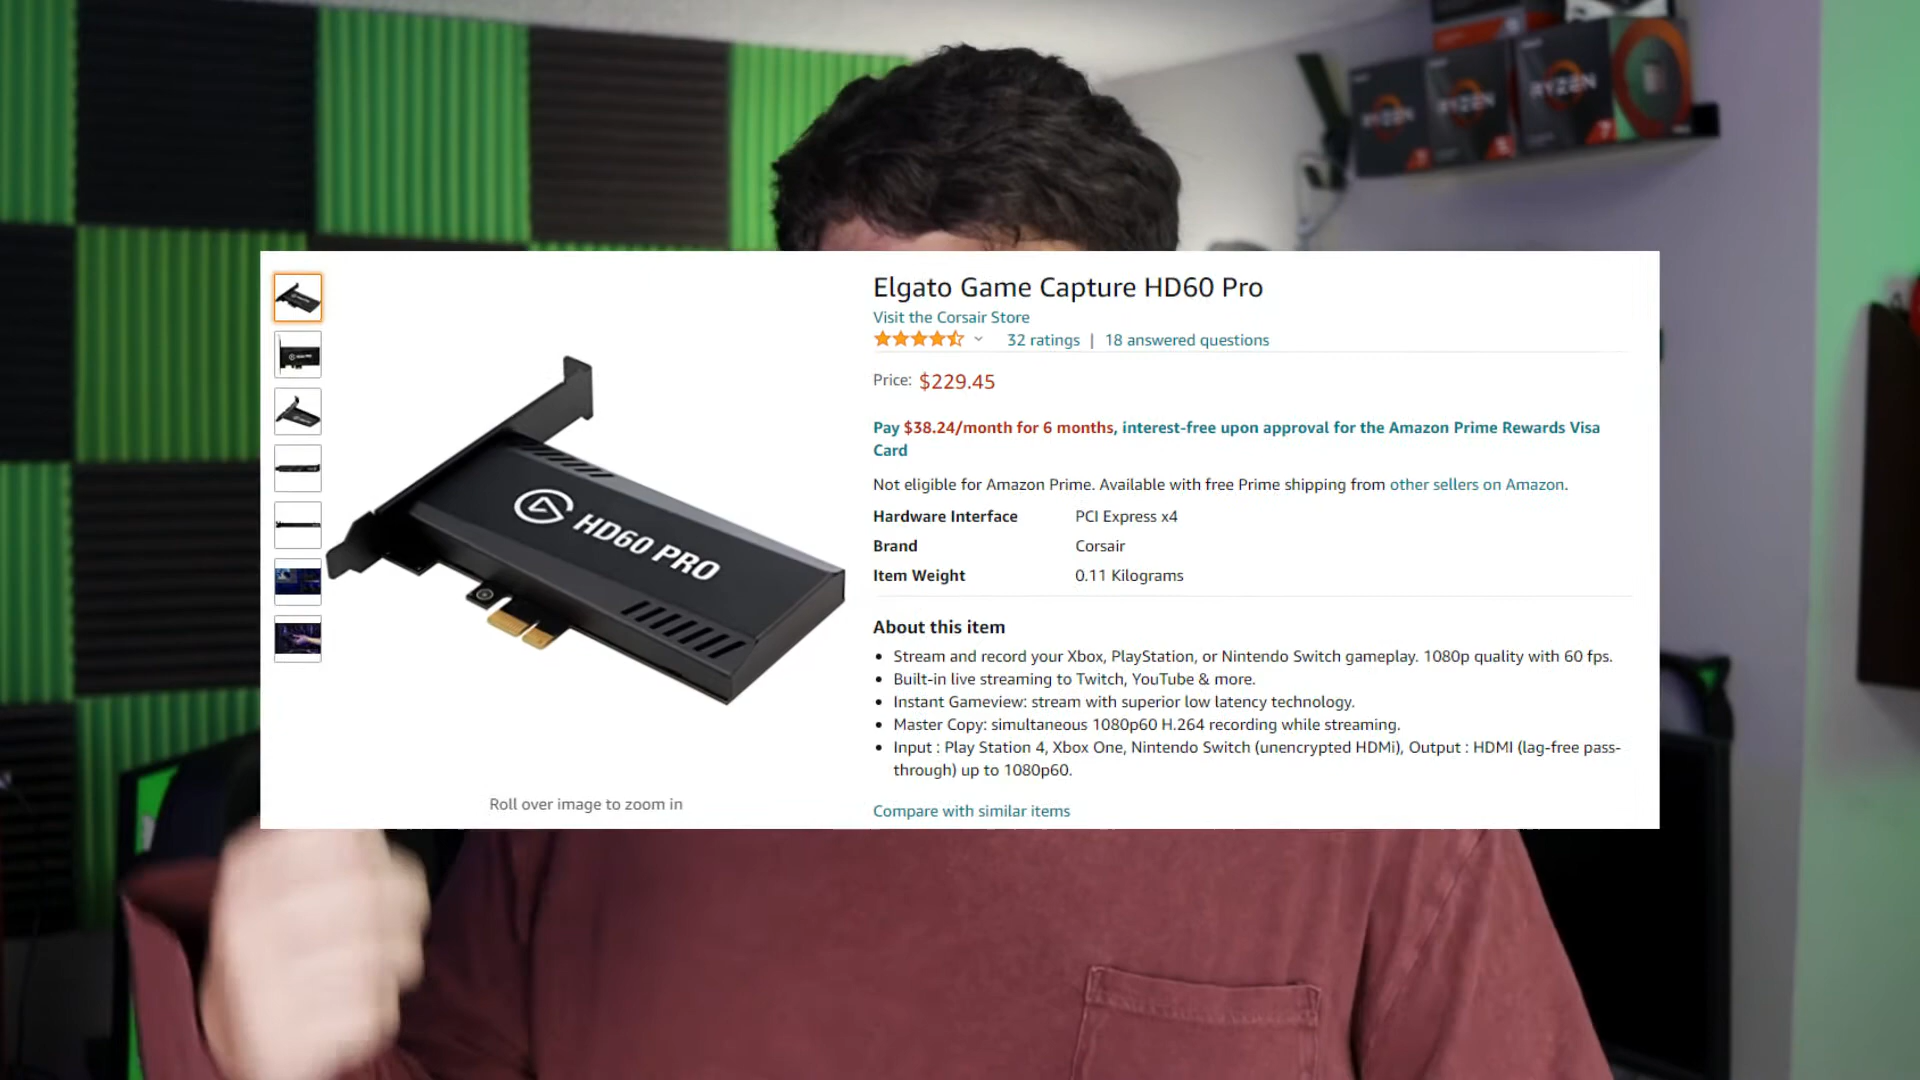 RYZEN
RYZEN
RYZEN
7
Elgato Game Capture HD60 Pro
Visit the Corsair Store
32 ratings | 18 answered questions
Price: $229.45
Pay $38.24/month for 6 months, interest-free upon approval for the Amazon Prime Rewards Visa
Card
Not eligible for Amazon Prime. Available with free Prime shipping from other sellers on Amazon.
Hardware Interface PCI Express x4
Brand Corsair
Item Weight 0.11 Kilograms
HD60 PRO
About this item
• Stream and record your Xbox, PlayStation, or Nintendo Switch gameplay. 1080p quality with 60 fps.
• Built-in live streaming to Twitch, YouTube & more.
• Instant Gameview: stream with superior low latency technology.
• Master Copy: simultaneous 1080p60 H.264 recording while streaming.
• Input : Play Station 4, Xbox One, Nintendo Switch (unencrypted HDMi), Output : HDMI (lag-free pass-
through) up to 1080p60.
Roll over image to zoom in
Compare with similar items